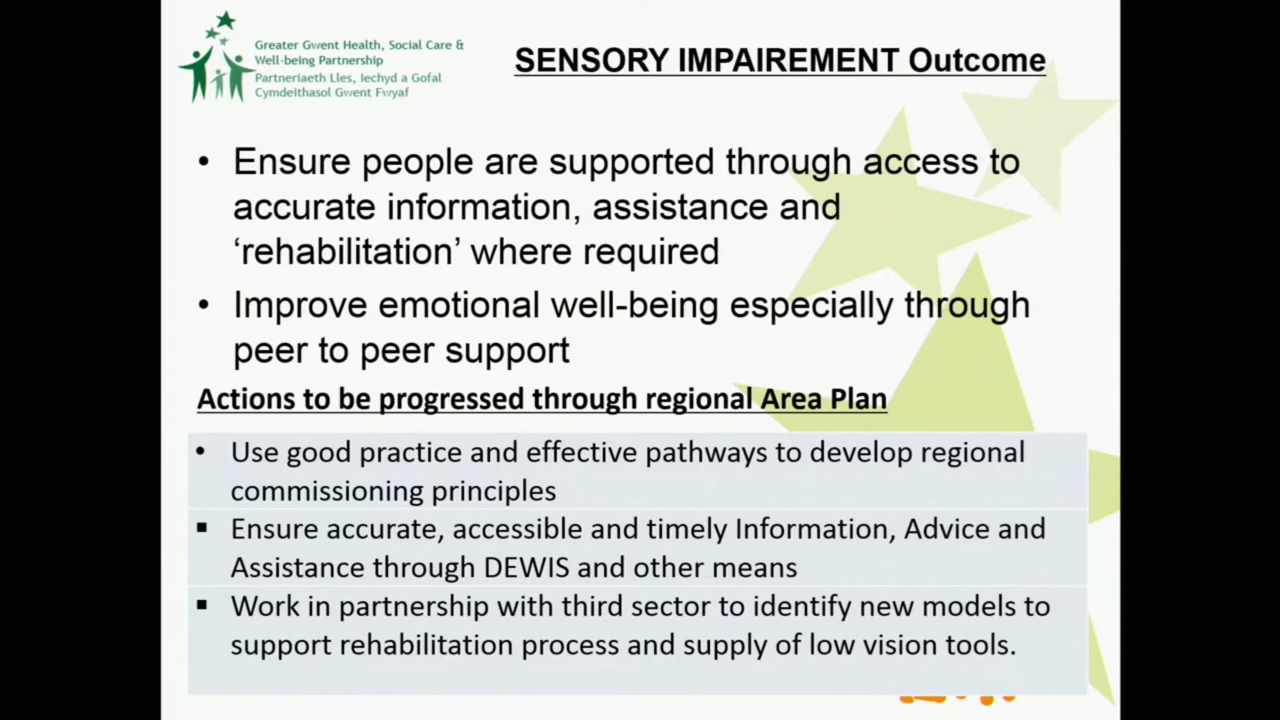 Greater Gwent Health, Social Care &
Well-being Partnership
Partneriaeth Lles, Iechyd a Gofal
Cymdeithasol Gwent Fwyaf
SENSORY IMPAIREMENT Outcome
• Ensure people are supported through access to
accurate information, assistance and
‘rehabilitation’ where required
• Improve emotional well-being especially through
peer to peer support
Actions to be progressed through regional Area Plan
• Use good practice and effective pathways to develop regional
commissioning principles
▪ Ensure accurate, accessible and timely Information, Advice and
Assistance through DEWIS and other means
▪ Work in partnership with third sector to identify new models to
support rehabilitation process and supply of low vision tools.